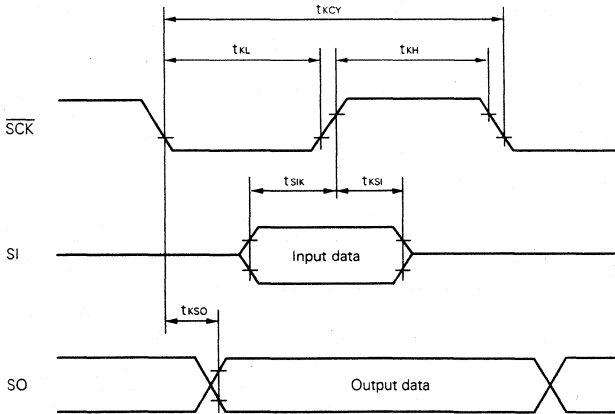 tKCY
tKL
tKH
SCK
tSIK
tKSI
SI
Input data
tKSO
SO
Output data